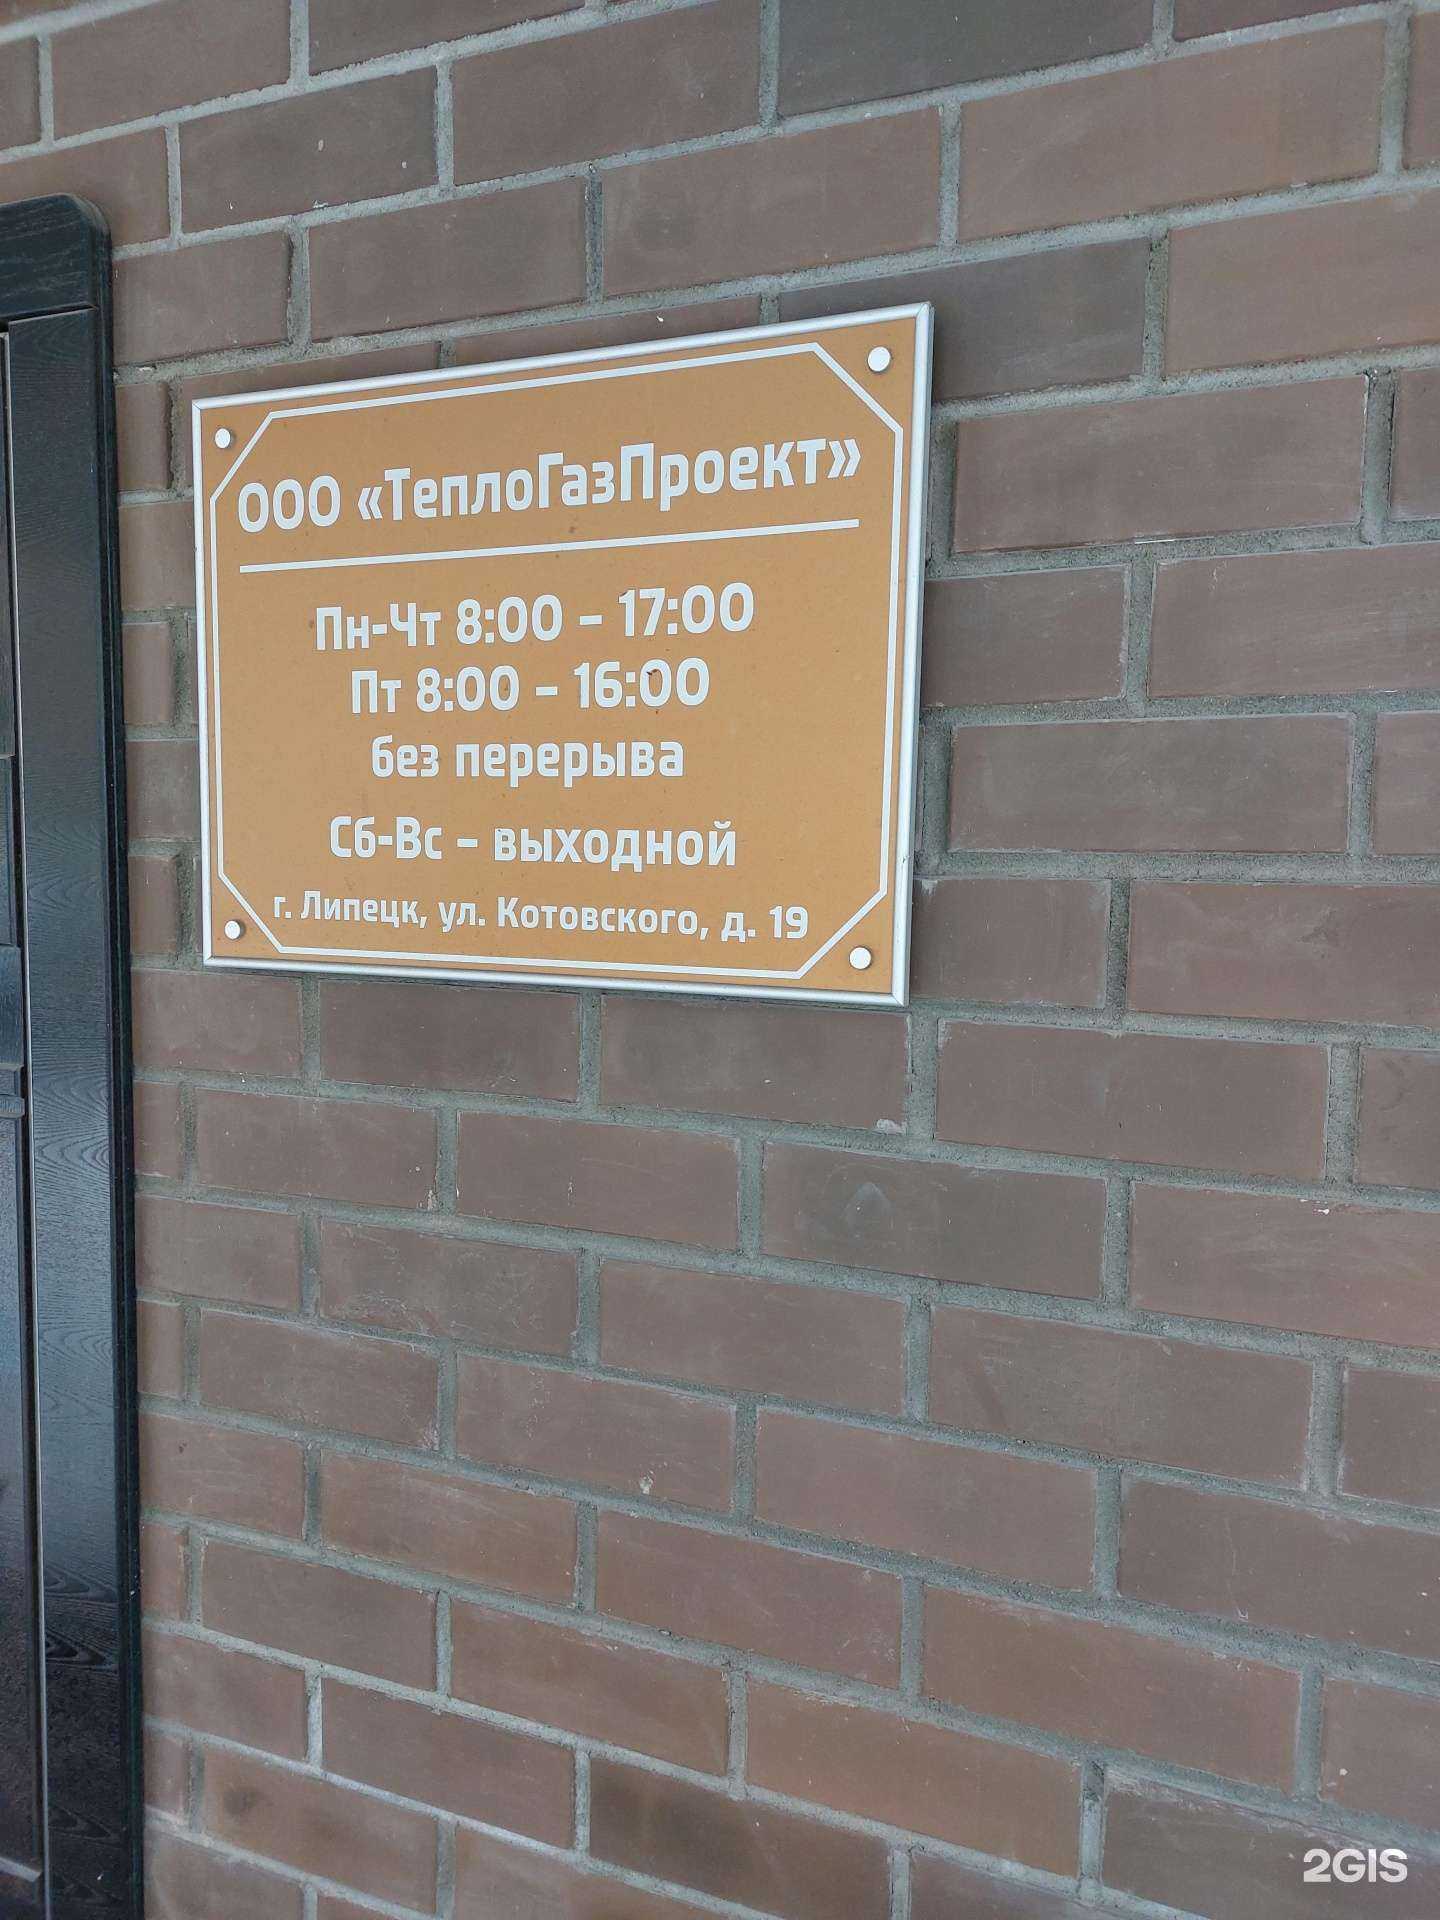 ООО «ТеплоГазПроект»
Пн-Чт 8:00 – 17:00
Пт 8:00 – 16:00
без перерыва
Сб-Вс – выходной
г. Липецк, ул. Котовского, д. 19
2GIS